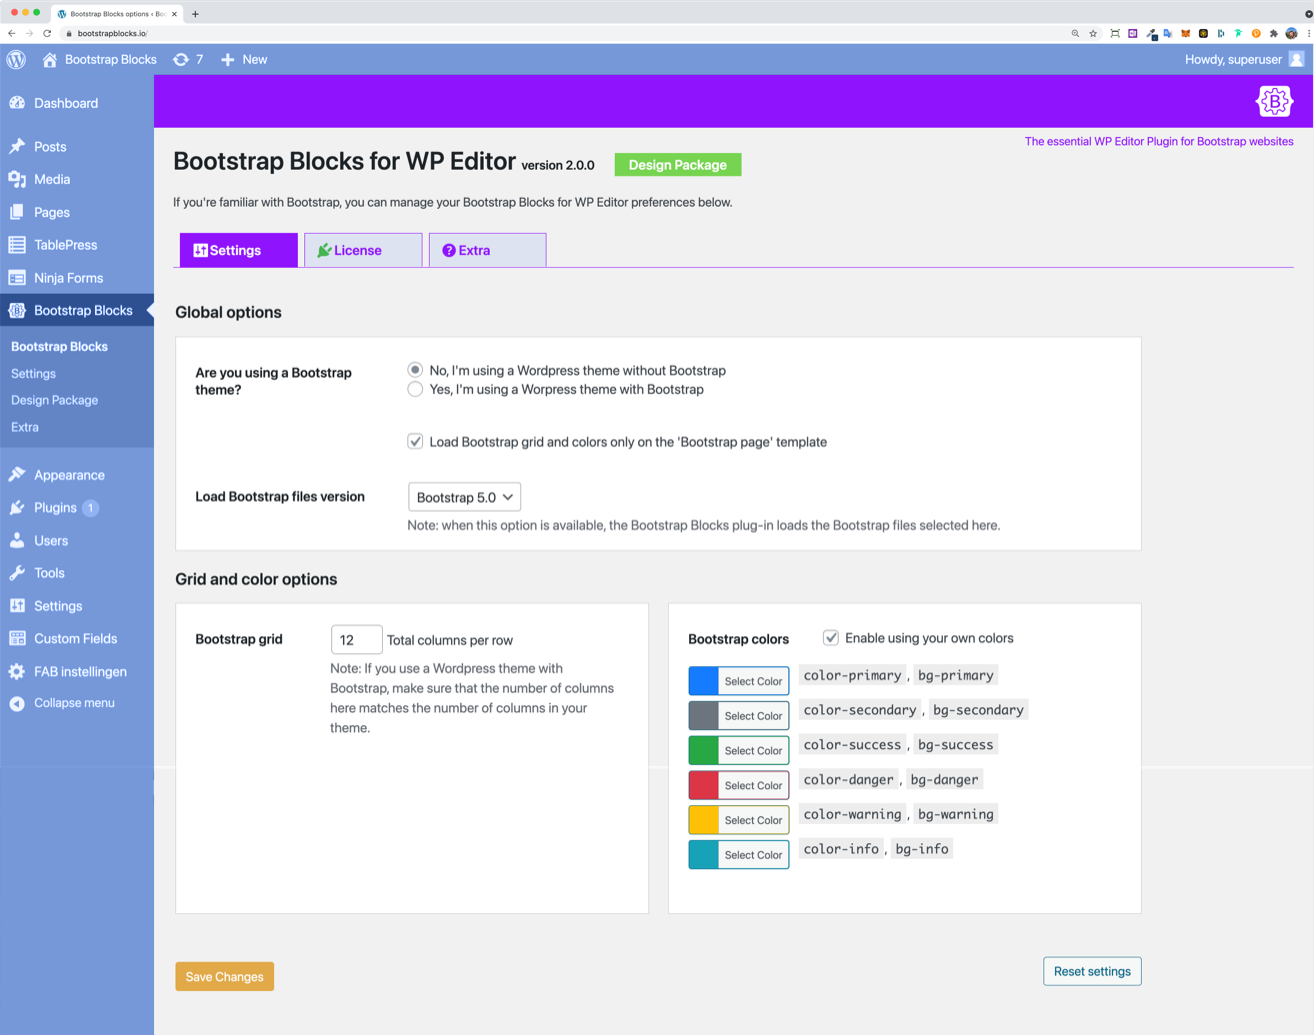 Bootstrap Blocks options ‹ Boo
bootstrapblocks.io/
Bootstrap Blocks
7
New
Howdy, superuser
Dashboard
Posts
Media
Pages
TablePress
Ninja Forms
Bootstrap Blocks
Bootstrap Blocks
Settings
Design Package
Extra
Appearance
Plugins 1
Users
Tools
Settings
Custom Fields
FAB instellingen
Collapse menu
B
The essential WP Editor Plugin for Bootstrap websites
Bootstrap Blocks for WP Editor version 2.0.0 Design Package
If you're familiar with Bootstrap, you can manage your Bootstrap Blocks for WP Editor preferences below.
Settings
License
Extra
Global options
Are you using a Bootstrap
theme?
No, I'm using a Wordpress theme without Bootstrap
Yes, I'm using a Worpress theme with Bootstrap
Load Bootstrap grid and colors only on the 'Bootstrap page' template
Load Bootstrap files version
Bootstrap 5.0
Note: when this option is available, the Bootstrap Blocks plug-in loads the Bootstrap files selected here.
Grid and color options
Bootstrap grid
12 Total columns per row
Note: If you use a Wordpress theme with
Bootstrap, make sure that the number of columns
here matches the number of columns in your
theme.
Bootstrap colors
Enable using your own colors
Select Color color-primary , bg-primary
Select Color color-secondary , bg-secondary
Select Color color-success , bg-success
Select Color color-danger , bg-danger
Select Color color-warning , bg-warning
Select Color color-info , bg-info
Save Changes
Reset settings